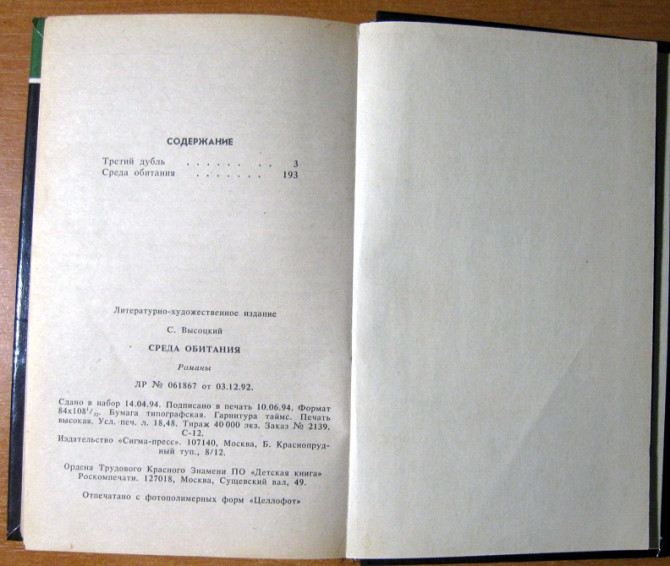 СОДЕРЖАНИЕ
Третий дубль . . . . . . . . 3
Среда обитания . . . . . . . 193
Литературно-художественное издание
С. Высоцкий
СРЕДА ОБИТАНИЯ
Романы
ЛР № 061867 от 03.12.92.
Сдано в набор 14.04.94. Подписано в печать 10.06.94. Формат
84х108¹/₃₂. Бумага типографская. Гарнитура таймс. Печать
высокая. Усл. печ. л. 18,48. Тираж 40 000 экз. Заказ № 2139.
С-12.
Издательство «Сигма-пресс». 107140, Москва, Б. Краснопруд-
ный туп., 8/12.
Ордена Трудового Красного Знамени ПО «Детская книга»
Роскомпечати. 127018, Москва, Сущевский вал, 49.
Отпечатано с фотополимерных форм «Целлофот»